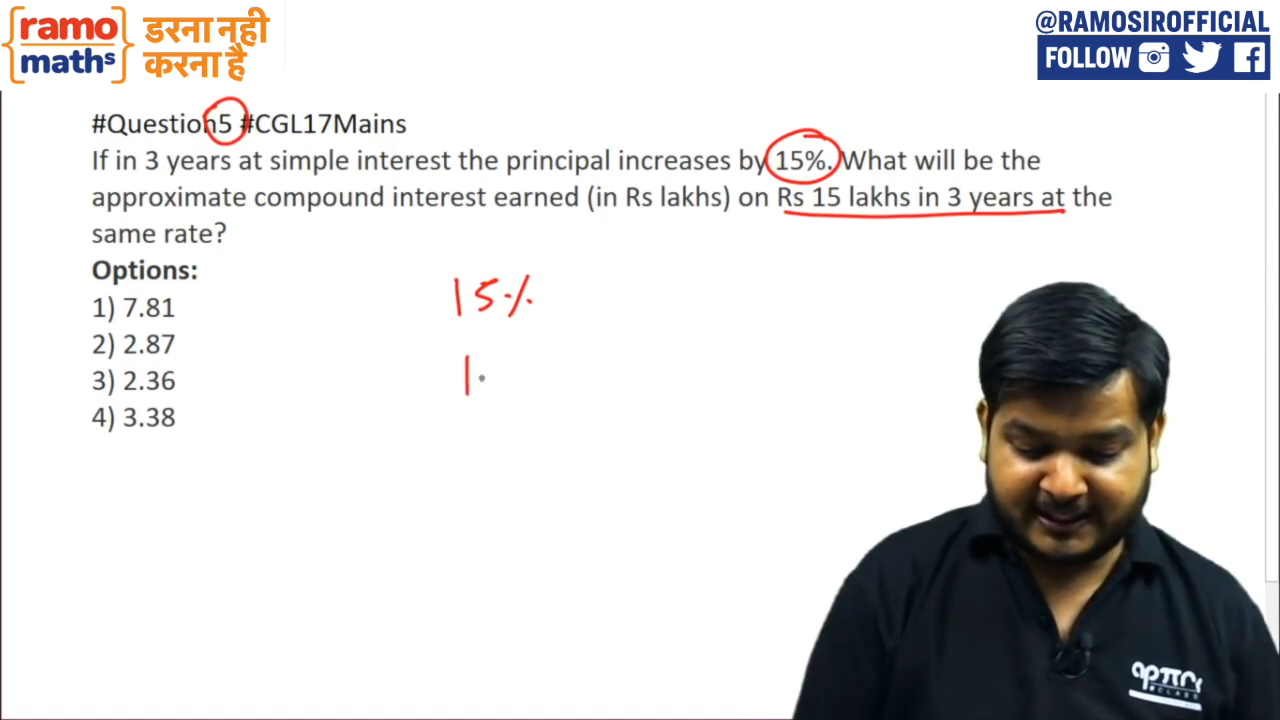 ramo
maths
डरना नही
करना है
@RAMOSIROFFICIAL
FOLLOW
#Question5 #CGL17Mains
If in 3 years at simple interest the principal increases by 15%. What will be the
approximate compound interest earned (in Rs lakhs) on Rs 15 lakhs in 3 years at the
same rate?
Options:
1) 7.81
2) 2.87
3) 2.36
4) 3.38
15%
1
CLASS